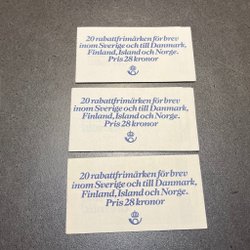 20 rabattfrimärken för brev
inom Sverige och till Danmark,
Finland, Island och Norge.
Pris 28 kronor
20 rabattfrimärken för brev
inom Sverige och till Danmark,
Finland, Island och Norge.
Pris 28 kronor
20 rabattfrimärken för brev
inom Sverige och till Danmark,
Finland, Island och Norge.
Pris 28 kronor